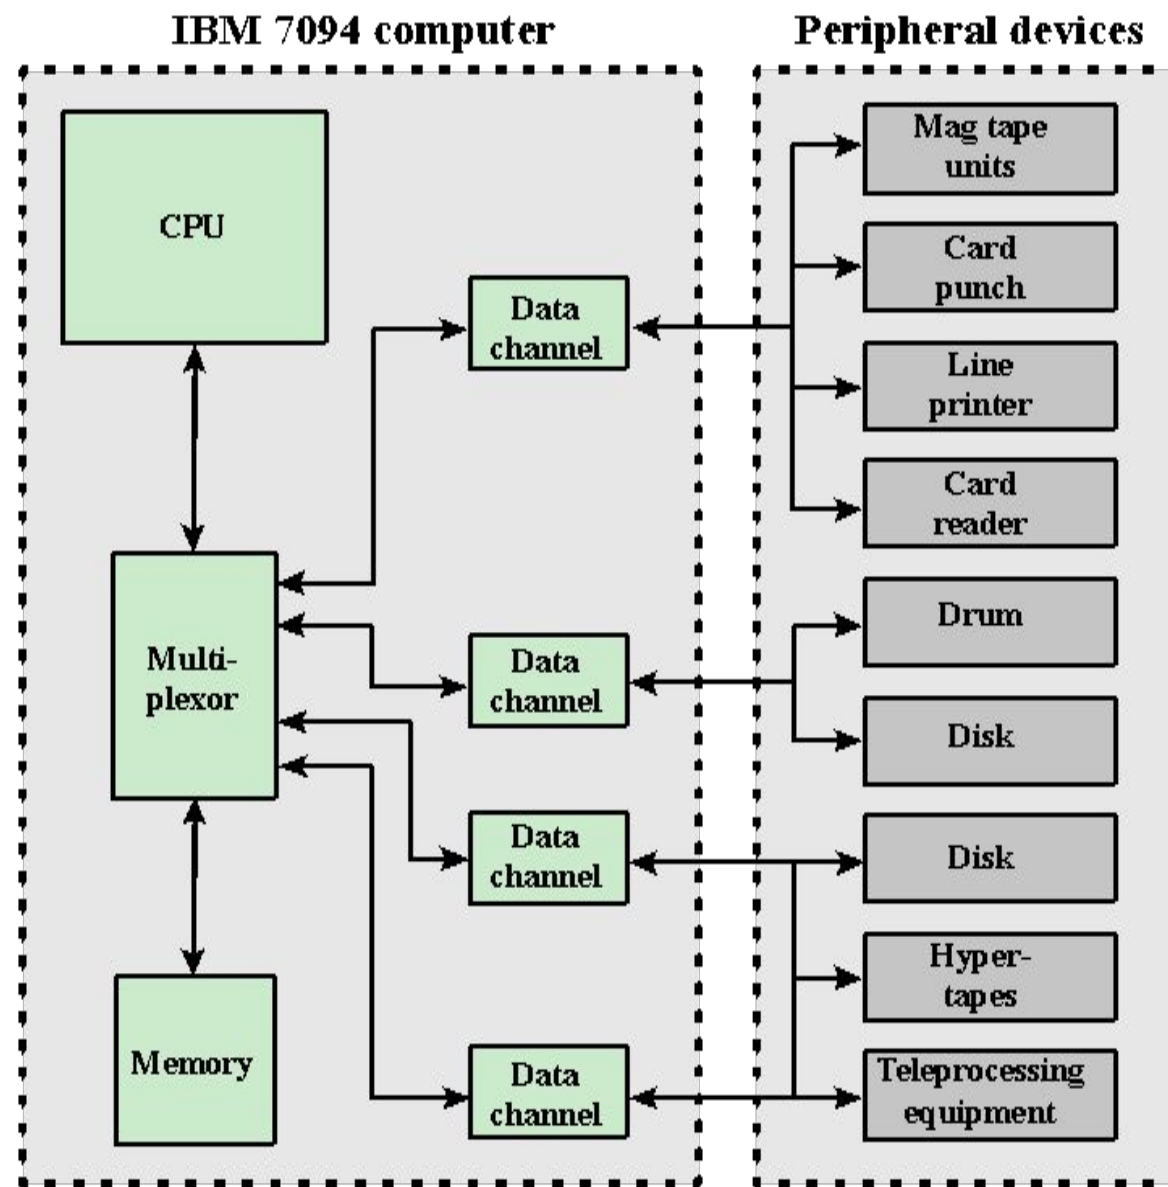 IBM 7094 computer
Peripheral devices
CPU
Multi-
plexor
Memory
Data
channel
Data
channel
Data
channel
Data
channel
Mag tape
units
Card
punch
Line
printer
Card
reader
Drum
Disk
Disk
Hyper-
tapes
Teleprocessing
equipment